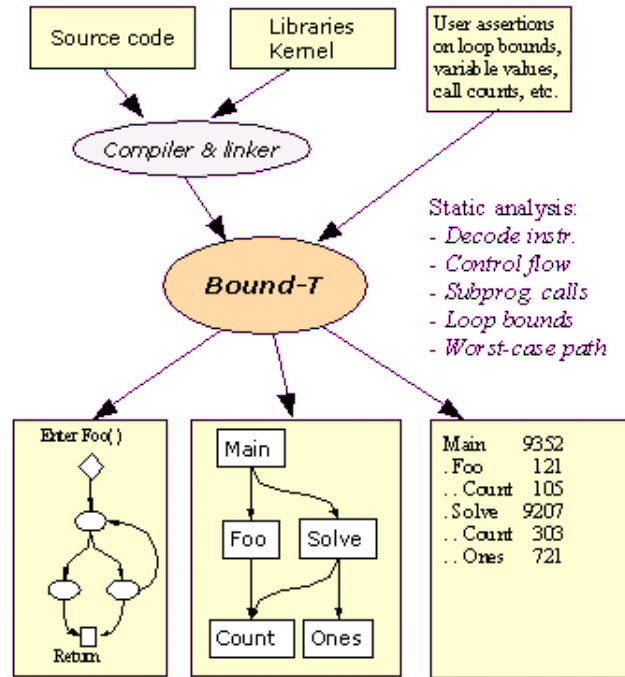 Source code
Libraries
Kernel
User assertions
on loop bounds,
variable values,
call counts, etc.
Compiler & linker
Static analysis:
- Decode instr.
- Control flow
- Subprog. calls
- Loop bounds
- Worst-case path
Bound-T
Enter Foo()
Return
Main
Foo
Solve
Count
Ones
Main 9352
.Foo 121
..Count 105
.Solve 9207
..Count 303
..Ones 721